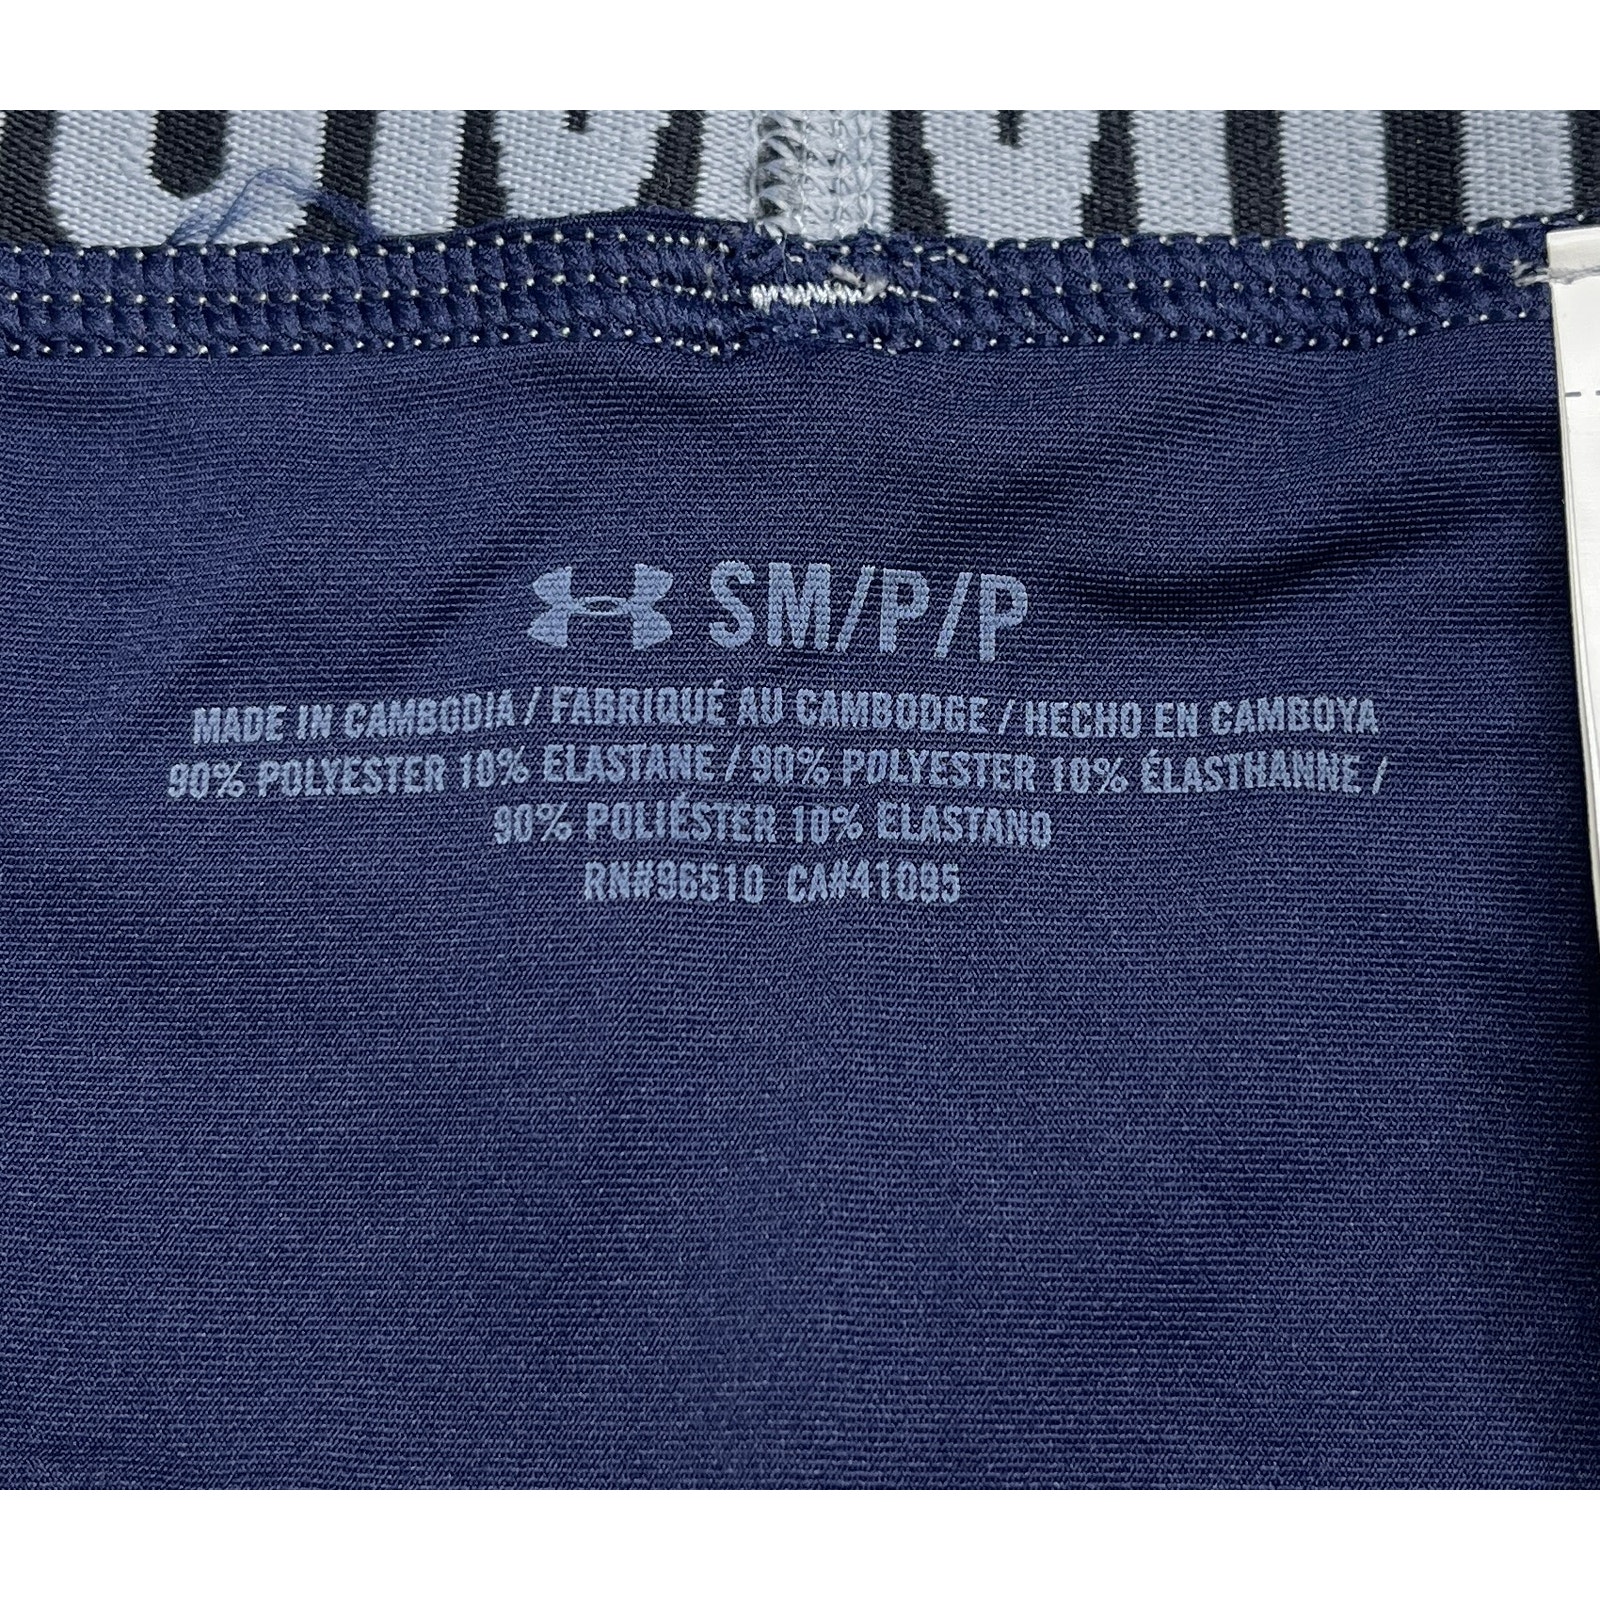 SM/P/P
MADE IN CAMBODIA / FABRIQUÉ AU CAMBODGE / HECHO EN CAMBOYA
90% POLYESTER 10% ELASTANE / 90% POLYESTER 10% ÉLASTHANNE /
90% POLIÉSTER 10% ELASTANO
RN#96510 CA#41095